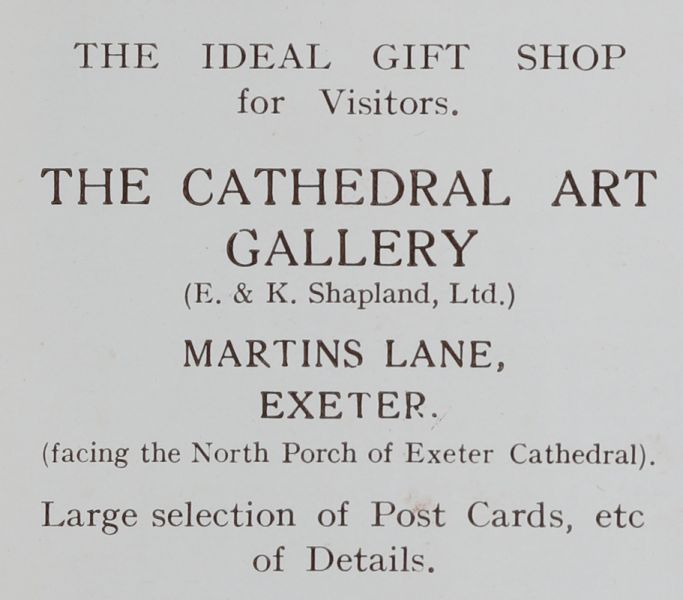 THE IDEAL GIFT SHOP
for Visitors.
THE CATHEDRAL ART
GALLERY
(E. & K. Shapland, Ltd.)
MARTINS LANE,
EXETER.
(facing the North Porch of Exeter Cathedral).
Large selection of Post Cards, etc
of Details.